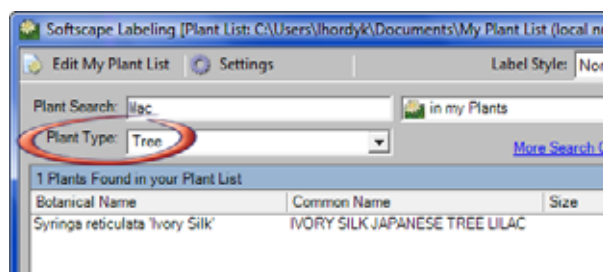 Softscape Labeling [Plant List: C:\Users\lhordyk\Documents\My Plant List (local
Edit My Plant List Settings Label Style:
Plant Search: lilac in my Plants
Plant Type: Tree
More Search
1 Plants Found in your Plant List
Botanical Name Common Name Size
Syringa reticulata 'Ivory Silk' IVORY SILK JAPANESE TREE LILAC